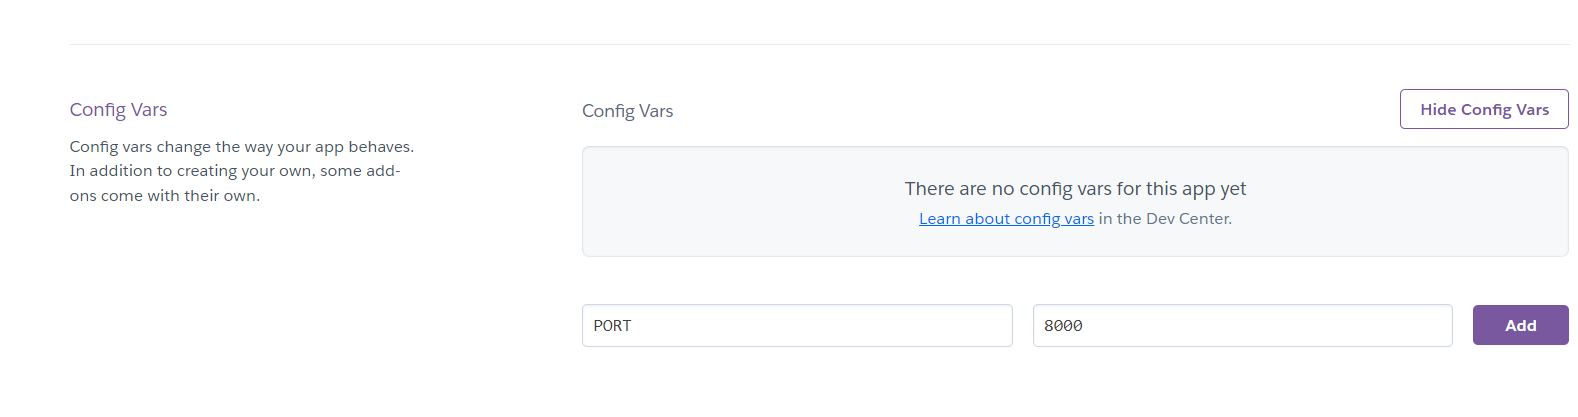 Config Vars
Config vars change the way your app behaves.
In addition to creating your own, some add-
ons come with their own.
Config Vars
Hide Config Vars
There are no config vars for this app yet
Learn about config vars in the Dev Center.
PORT
8000
Add